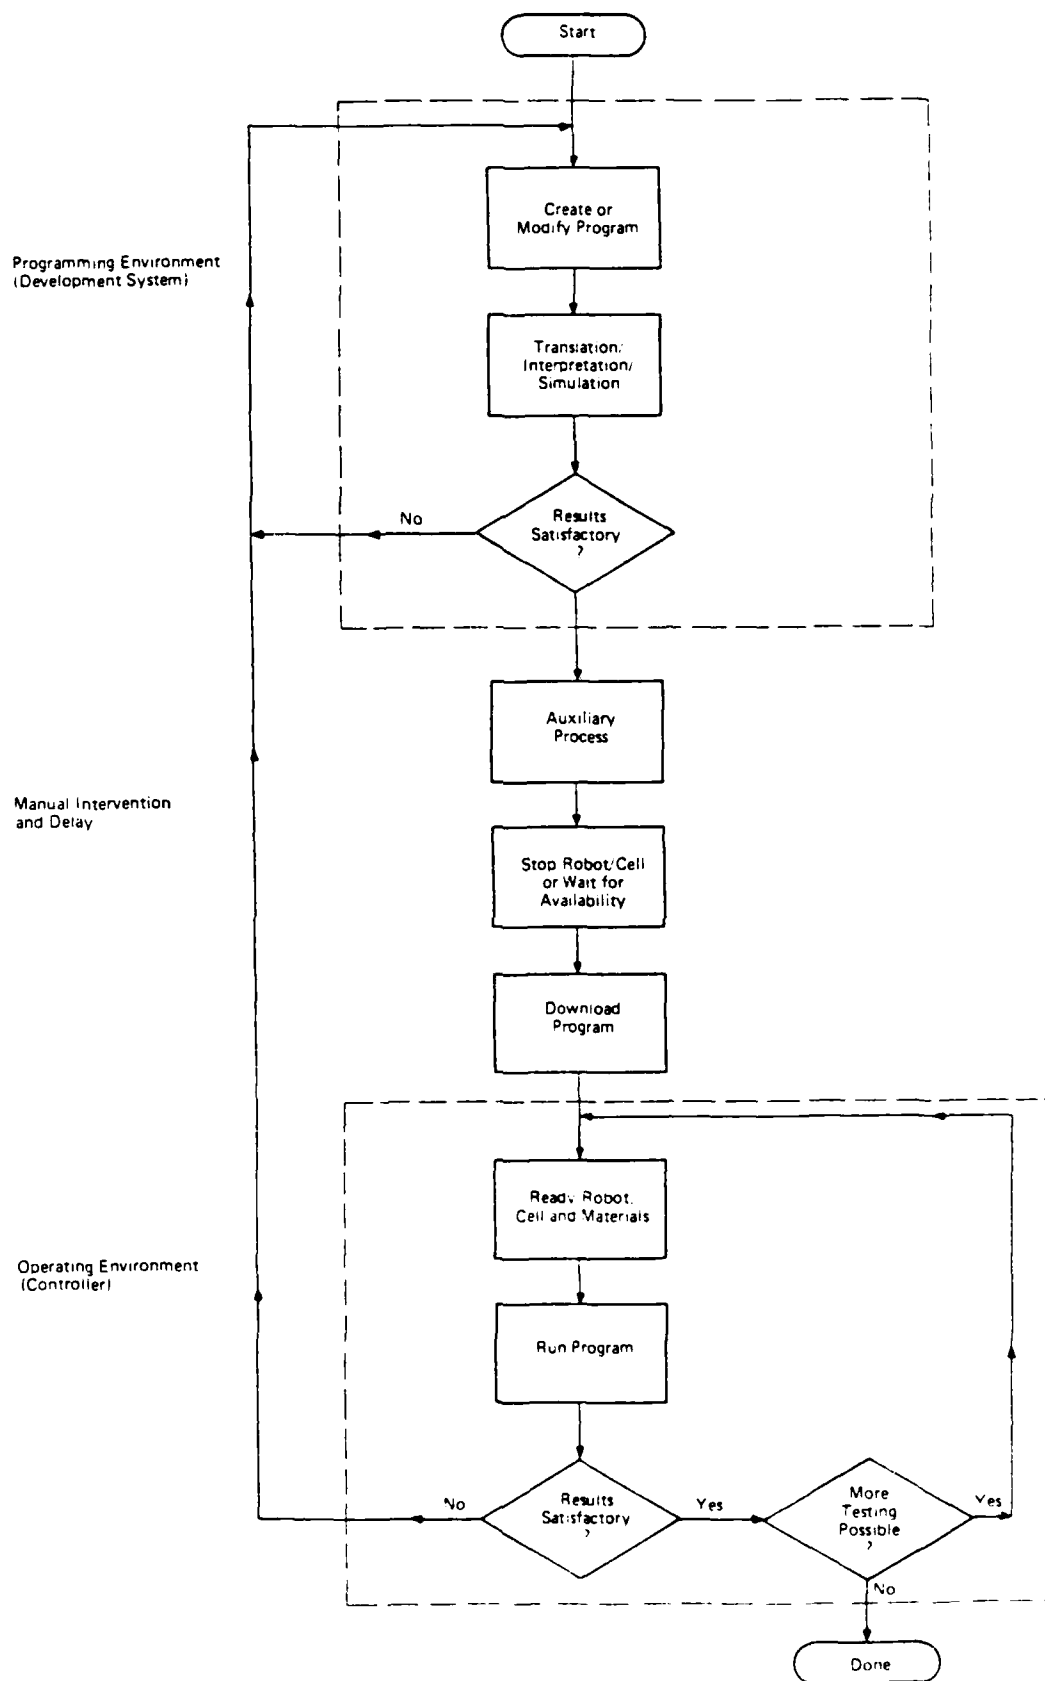 Start
Create or
Modify Program
Programming Environment
(Development System)
Translation/
Interpretation/
Simulation
No
Results
Satisfactory
?
Auxiliary
Process
Manual Intervention
and Delay
Stop Robot/Cell
or Wait for
Availability
Download
Program
Ready Robot,
Cell and Materials
Operating Environment
(Controller)
Run Program
No
Results
Satisfactory
?
Yes
More
Testing
Possible
?
Yes
No
Done